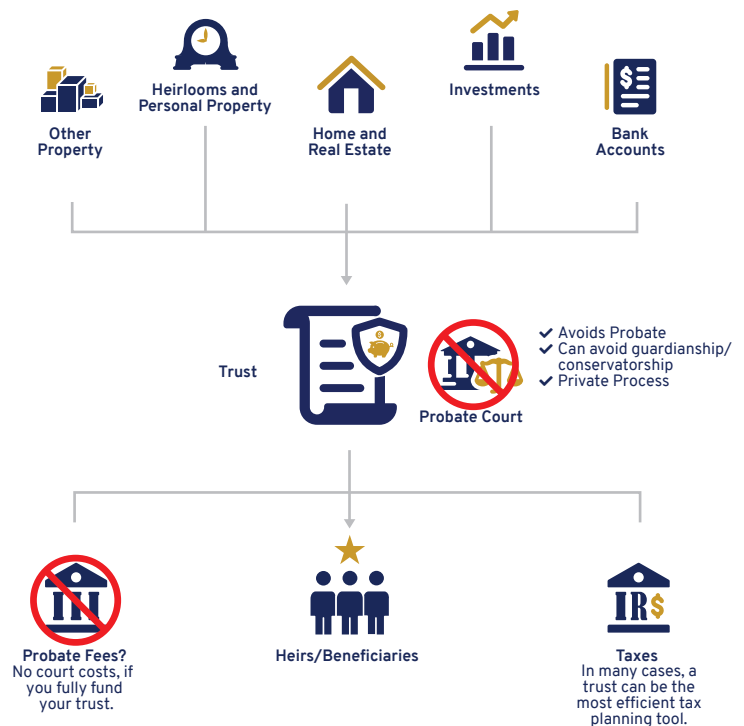 Other
Property
Heirlooms and
Personal Property
Home and
Real Estate
Investments
$
Bank
Accounts
Trust
$
Probate Court
Avoids Probate
Can avoid guardianship/
conservatorship
Private Process
Probate Fees?
No court costs, if
you fully fund
your trust.
Heirs/Beneficiaries
IR$
Taxes
In many cases, a
trust can be the
most efficient tax
planning tool.